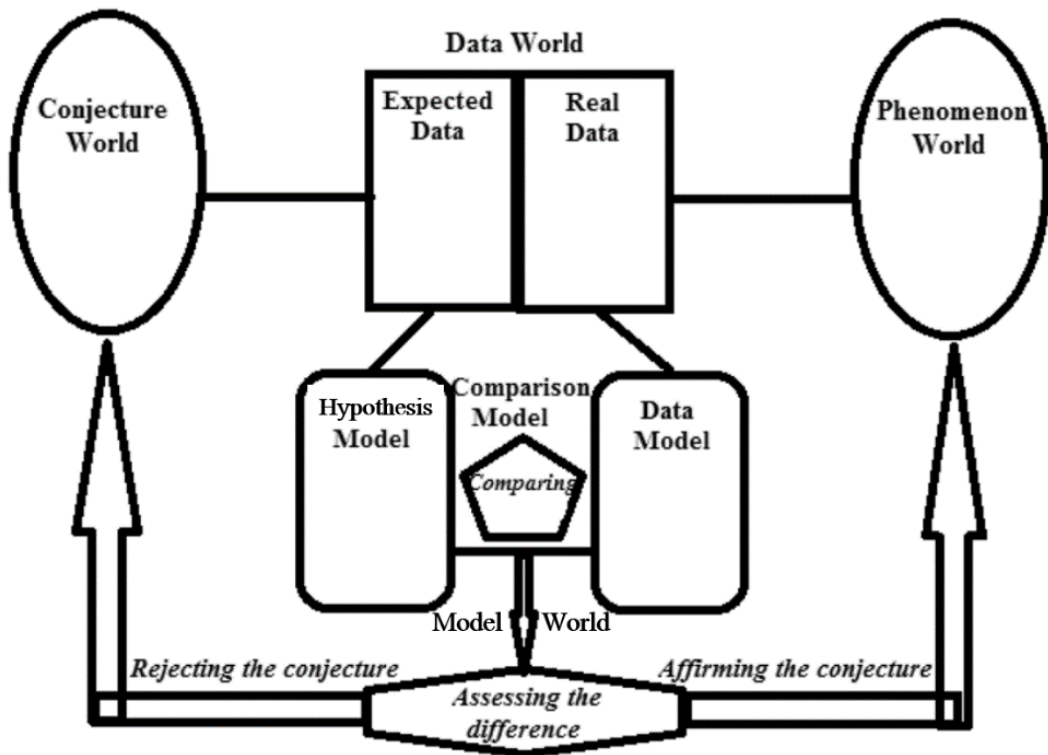 Data World
Conjecture
World
Expected
Data
Real
Data
Phenomenon
World
Hypothesis
Model
Comparison
Model
Comparing
Data
Model
Model World
Rejecting the conjecture
Affirming the conjecture
Assessing the
difference